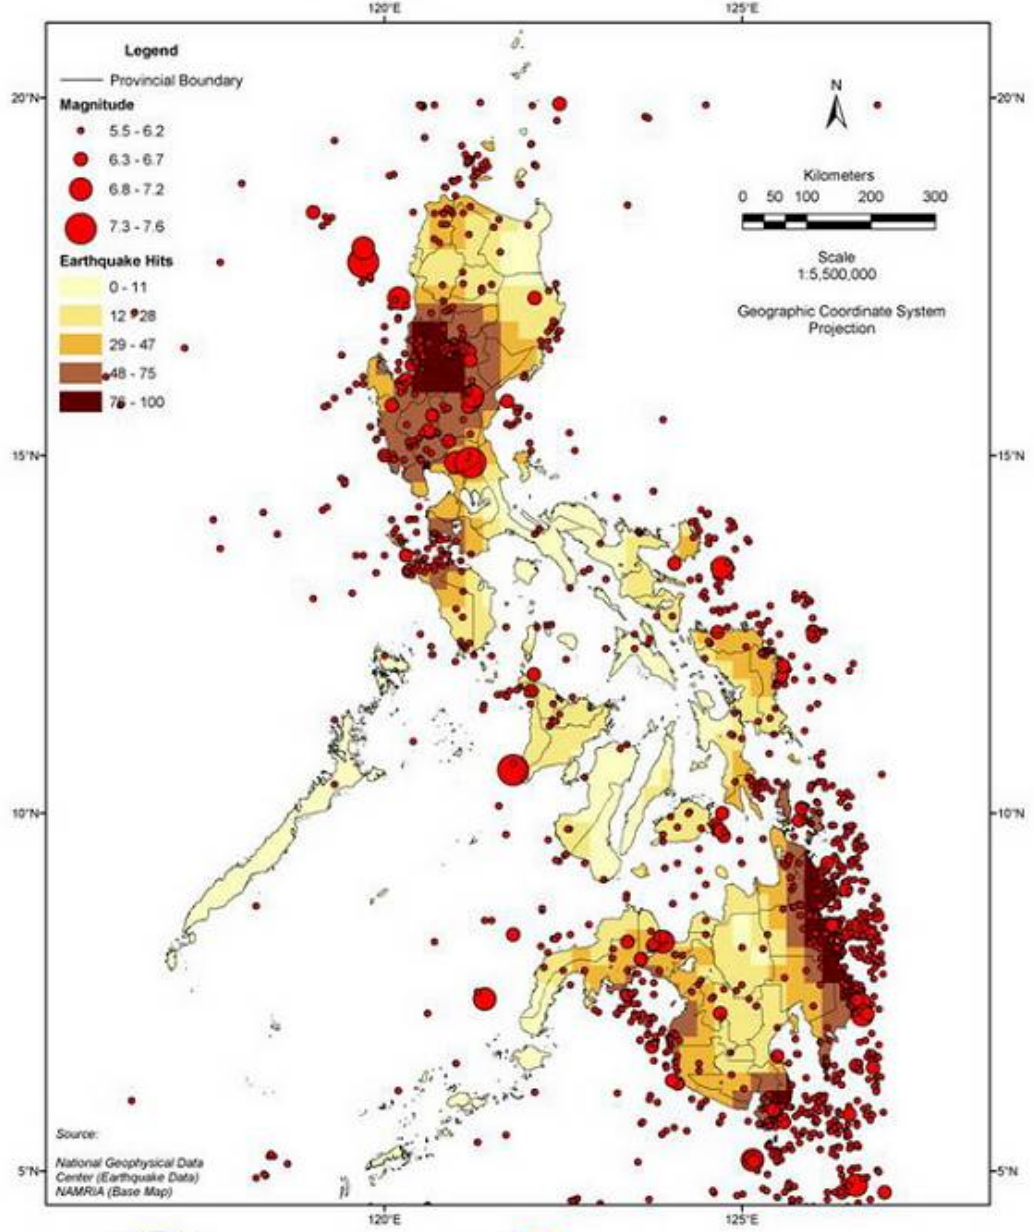 120°E 125°E
Legend
Provincial Boundary
Magnitude
5.5 - 6.2
6.3 - 6.7
6.8 - 7.2
7.3 - 7.6
Earthquake Hits
0 - 11
12 - 28
29 - 47
48 - 75
76 - 100
20°N 20°N
N
Kilometers
0 50 100 200 300
Scale
1:5,500,000
Geographic Coordinate System
Projection
15°N 15°N
10°N 10°N
Source:
National Geophysical Data
Center (Earthquake Data)
NAMRIA (Base Map)
5°N 5°N
120°E 125°E